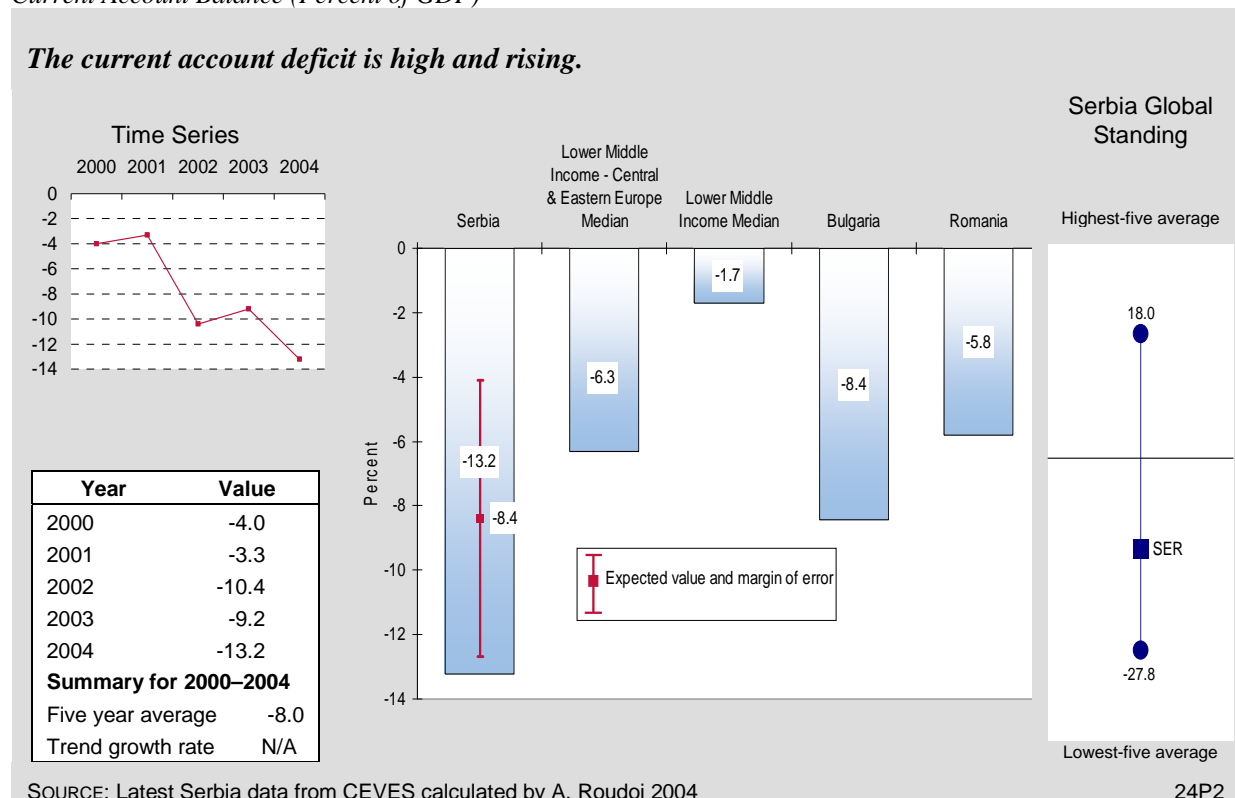 Current Account Balance (Percent of GDP)
The current account deficit is high and rising.
Time Series
2000 2001 2002 2003 2004
0
-2
-4
-6
-8
-10
-12
-14
Year Value
2000 -4.0
2001 -3.3
2002 -10.4
2003 -9.2
2004 -13.2
Summary for 2000–2004
Five year average -8.0
Trend growth rate N/A
Serbia
Lower Middle
Income - Central
& Eastern Europe
Median
Lower Middle
Income Median
Bulgaria
Romania
Percent
0
-2
-4
-6
-8
-10
-12
-14
-13.2
-8.4
-6.3
-1.7
-8.4
-5.8
Expected value and margin of error
Serbia Global
Standing
Highest-five average
18.0
SER
-27.8
Lowest-five average
SOURCE: Latest Serbia data from CEVES calculated by A. Roudoi 2004
24P2